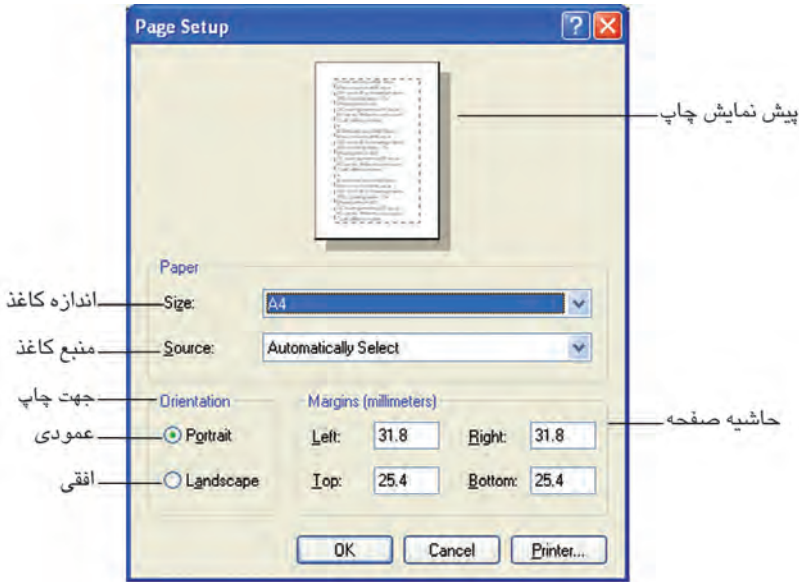 Page Setup
پیش نمایش چاپ
Paper
اندازه کاغذ
Size:
A4
منبع کاغذ
Source:
Automatically Select
جهت چاپ
Orientation
عمودی
Portrait
افقی
Landscape
Margins (millimeters)
حاشیه صفحه
Left: 31.8 Right: 31.8
Top: 25.4 Bottom: 25.4
OK Cancel Printer...